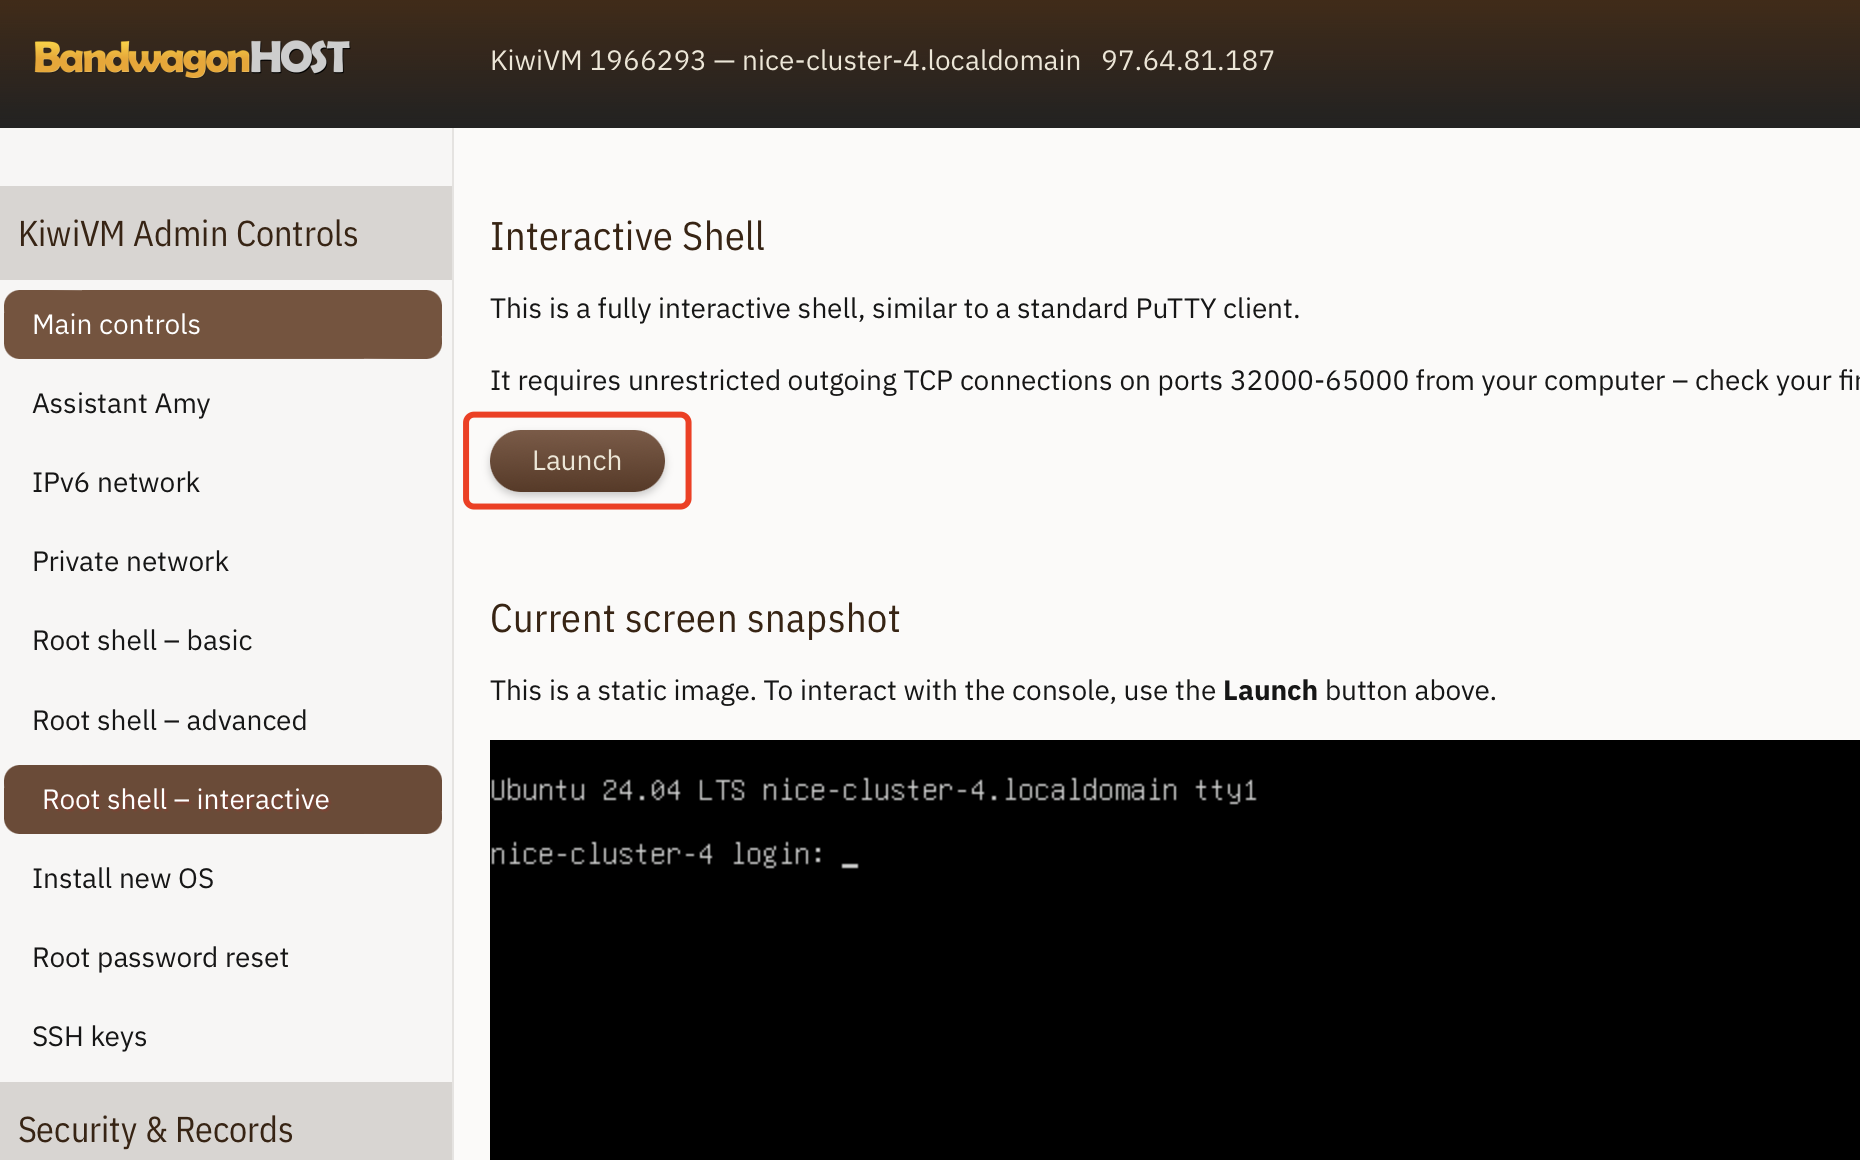 BandwagonHOST
KiwiVM 1966293 — nice-cluster-4.localdomain 97.64.81.187
KiwiVM Admin Controls
Main controls
Assistant Amy
IPv6 network
Private network
Root shell – basic
Root shell – advanced
Root shell – interactive
Install new OS
Root password reset
SSH keys
Security & Records
Interactive Shell
This is a fully interactive shell, similar to a standard PuTTY client.
It requires unrestricted outgoing TCP connections on ports 32000-65000 from your computer – check your
Launch
Current screen snapshot
This is a static image. To interact with the console, use the Launch button above.
Ubuntu 24.04 LTS nice-cluster-4.localdomain tty1
nice-cluster-4 login: _